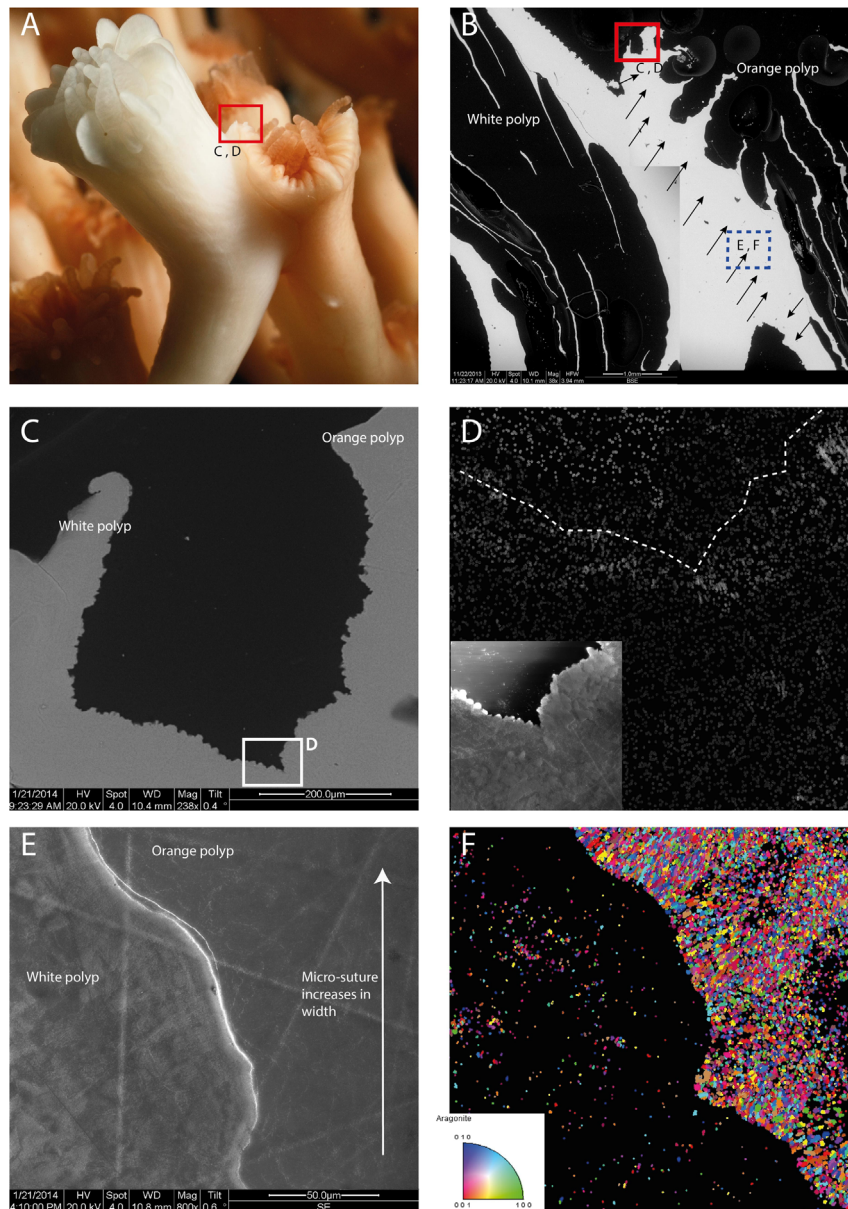 A
C , D
B
C , D
Orange polyp
White polyp
E , F
11/22/2013 HV Spot WD Mag HFW 1.0mm
11:23:17 AM 20.0 kV 4.0 10.1 mm 38x 3.94 mm BSE
C
Orange polyp
White polyp
D
1/21/2014 HV Spot WD Mag Tilt 200.0µm
9:23:29 AM 20.0 kV 4.0 10.4 mm 238x 0.4 °
D
E
Orange polyp
White polyp
Micro-suture
increases in
width
1/21/2014 HV Spot WD Mag Tilt 50.0µm
4:10:00 PM 20.0 kV 4.0 10.8 mm 800x 0.6 ° SE
F
Aragonite
0 1 0
0 0 1 1 0 0